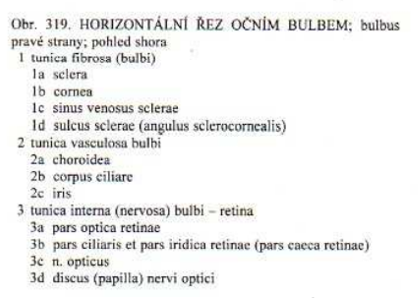 Obr. 319. HORIZONTÁLNÍ ŘEZ OČNÍM BULBEM; bulbus
pravé strany; pohled shora
1 tunica fibrosa (bulbi)
1a sclera
1b cornea
1c sinus venosus sclerae
1d sulcus sclerae (angulus sclerocornealis)
2 tunica vasculosa bulbi
2a choroidea
2b corpus ciliare
2c iris
3 tunica interna (nervosa) bulbi – retina
3a pars optica retinae
3b pars ciliaris et pars iridica retinae (pars caeca retinae)
3c n. opticus
3d discus (papilla) nervi optici